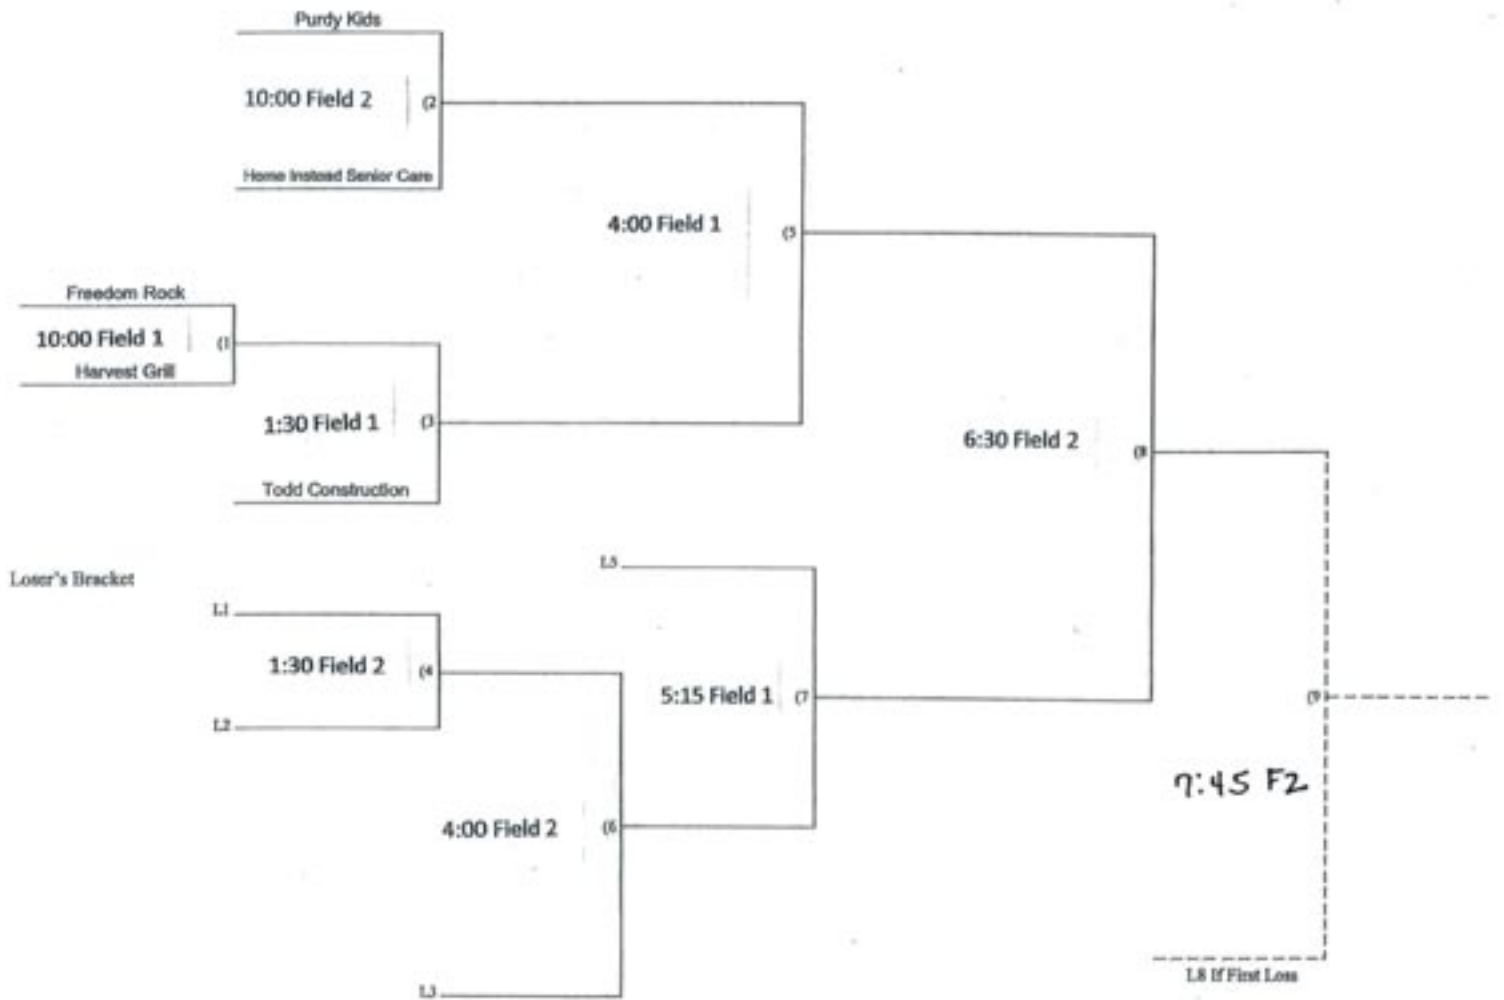 Purdy Kids
10:00 Field 2
(2
Home Instead Senior Care
4:00 Field 1
(5
Freedom Rock
10:00 Field 1
(1
Harvest Grill
1:30 Field 1
(3
6:30 Field 2
(8
Todd Construction
L5
Loser's Bracket
L1
1:30 Field 2
(4
5:15 Field 1
(7
(9
L2
7:45 F2
4:00 Field 2
(6
L8 If First Loss
L3